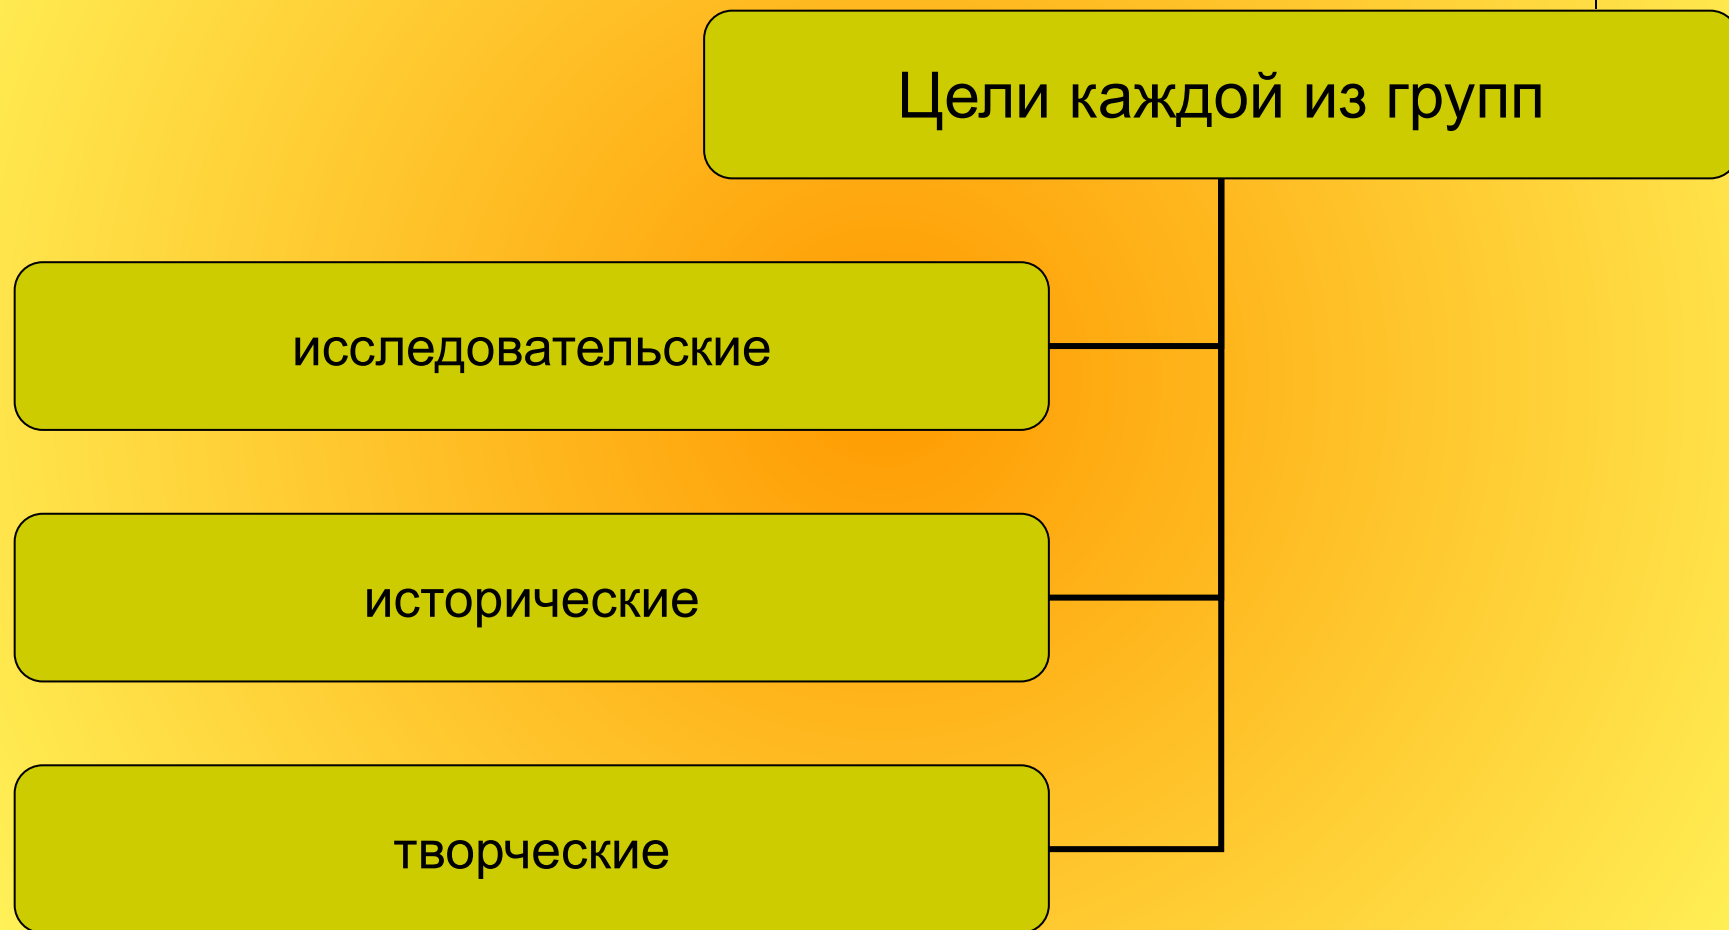 Цели каждой из групп
исследовательские
исторические
творческие